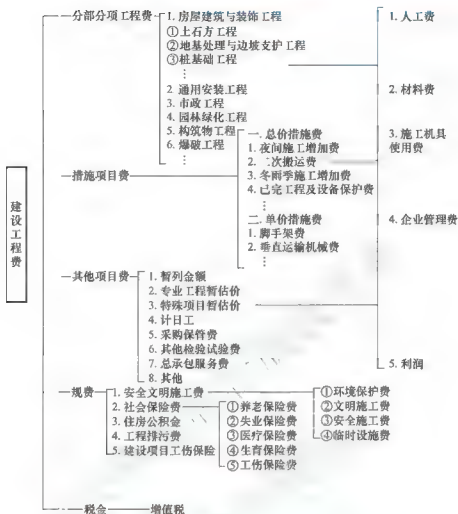 建设工程费
分部分项工程费
1. 房屋建筑与装饰工程
①土石方工程
②地基处理与边坡支护工程
③桩基础工程
⋮
2. 通用安装工程
3. 市政工程
4. 园林绿化工程
5. 构筑物工程
6. 爆破工程
⋮
措施项目费
一. 总价措施费
1. 夜间施工增加费
2. 二次搬运费
3. 冬雨季施工增加费
4. 已完工程及设备保护费
⋮
二. 单价措施费
1. 脚手架费
2. 垂直运输机械费
⋮
其他项目费
1. 暂列金额
2. 专业工程暂估价
3. 特殊项目暂估价
4. 计日工
5. 采购保管费
6. 其他检验试验费
7. 总承包服务费
8. 其他
1. 人工费
2. 材料费
3. 施工机具
使用费
4. 企业管理费
5. 利润
规费
1. 安全文明施工费
2. 社会保险费
3. 住房公积金
4. 工程排污费
5. 建设项目工伤保险
①养老保险费
②失业保险费
③医疗保险费
④生育保险费
⑤工伤保险费
①环境保护费
②文明施工费
③安全施工费
④临时设施费
税金
增值税